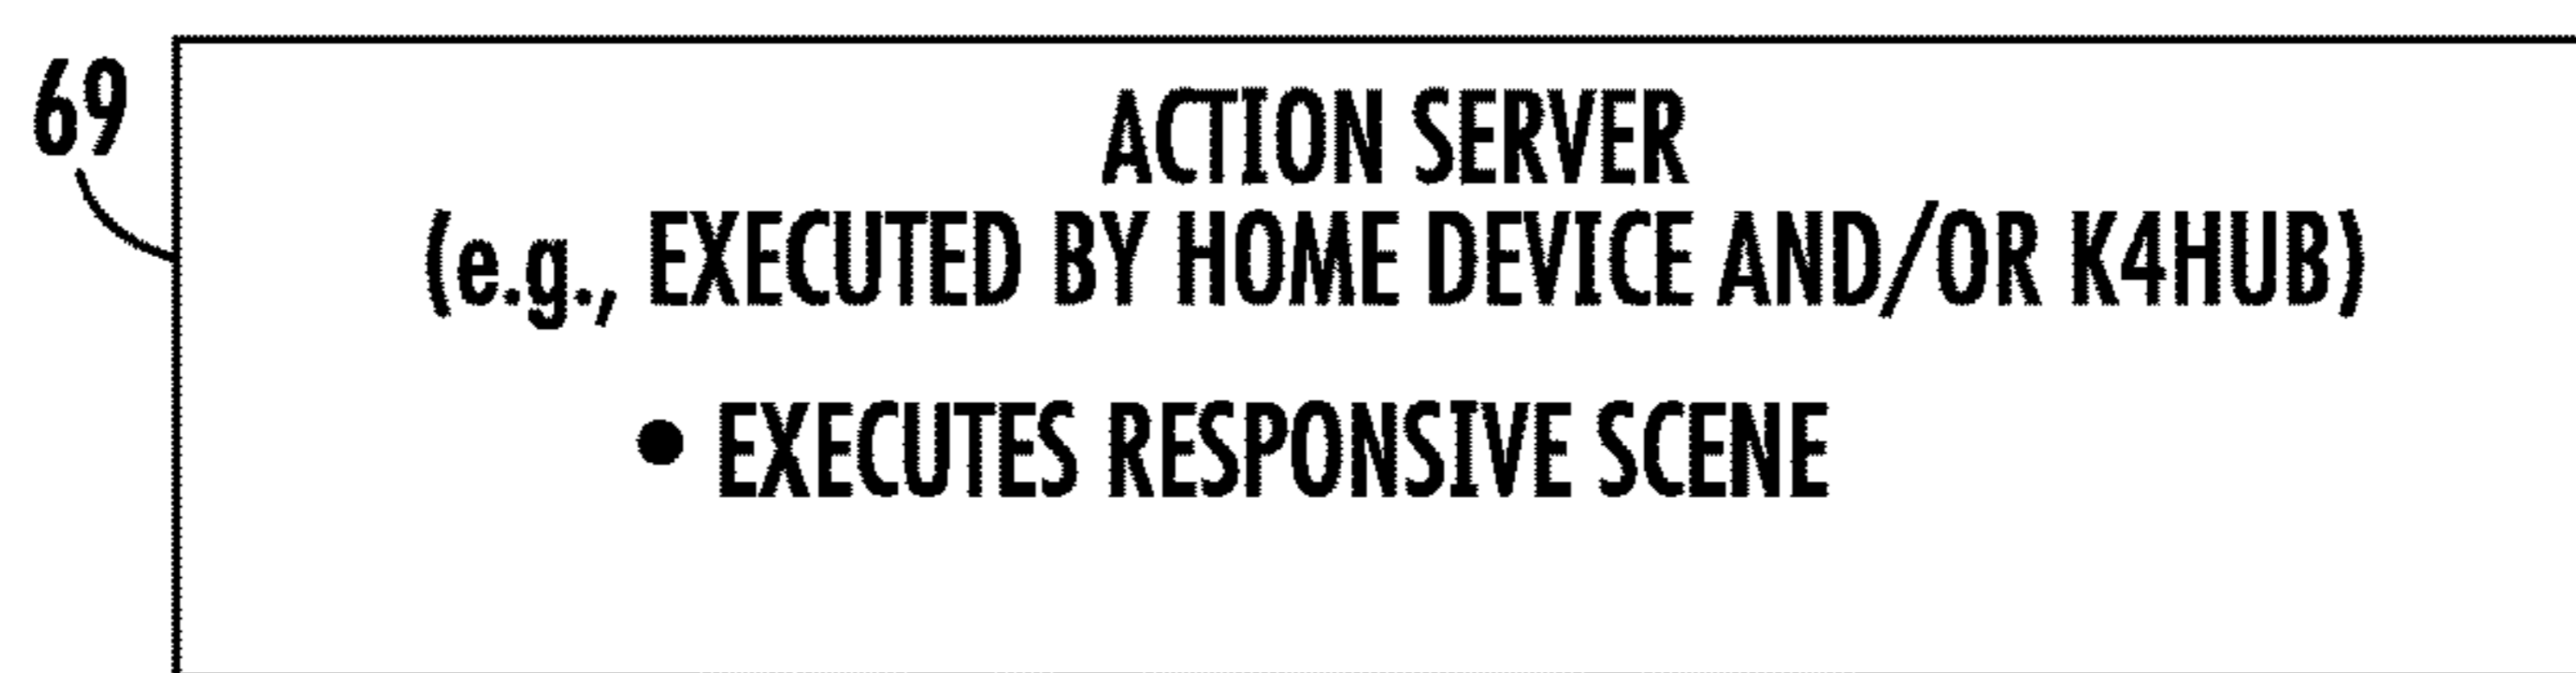 69
ACTION SERVER
(e.g., EXECUTED BY HOME DEVICE AND/OR K4HUB)
• EXECUTES RESPONSIVE SCENE